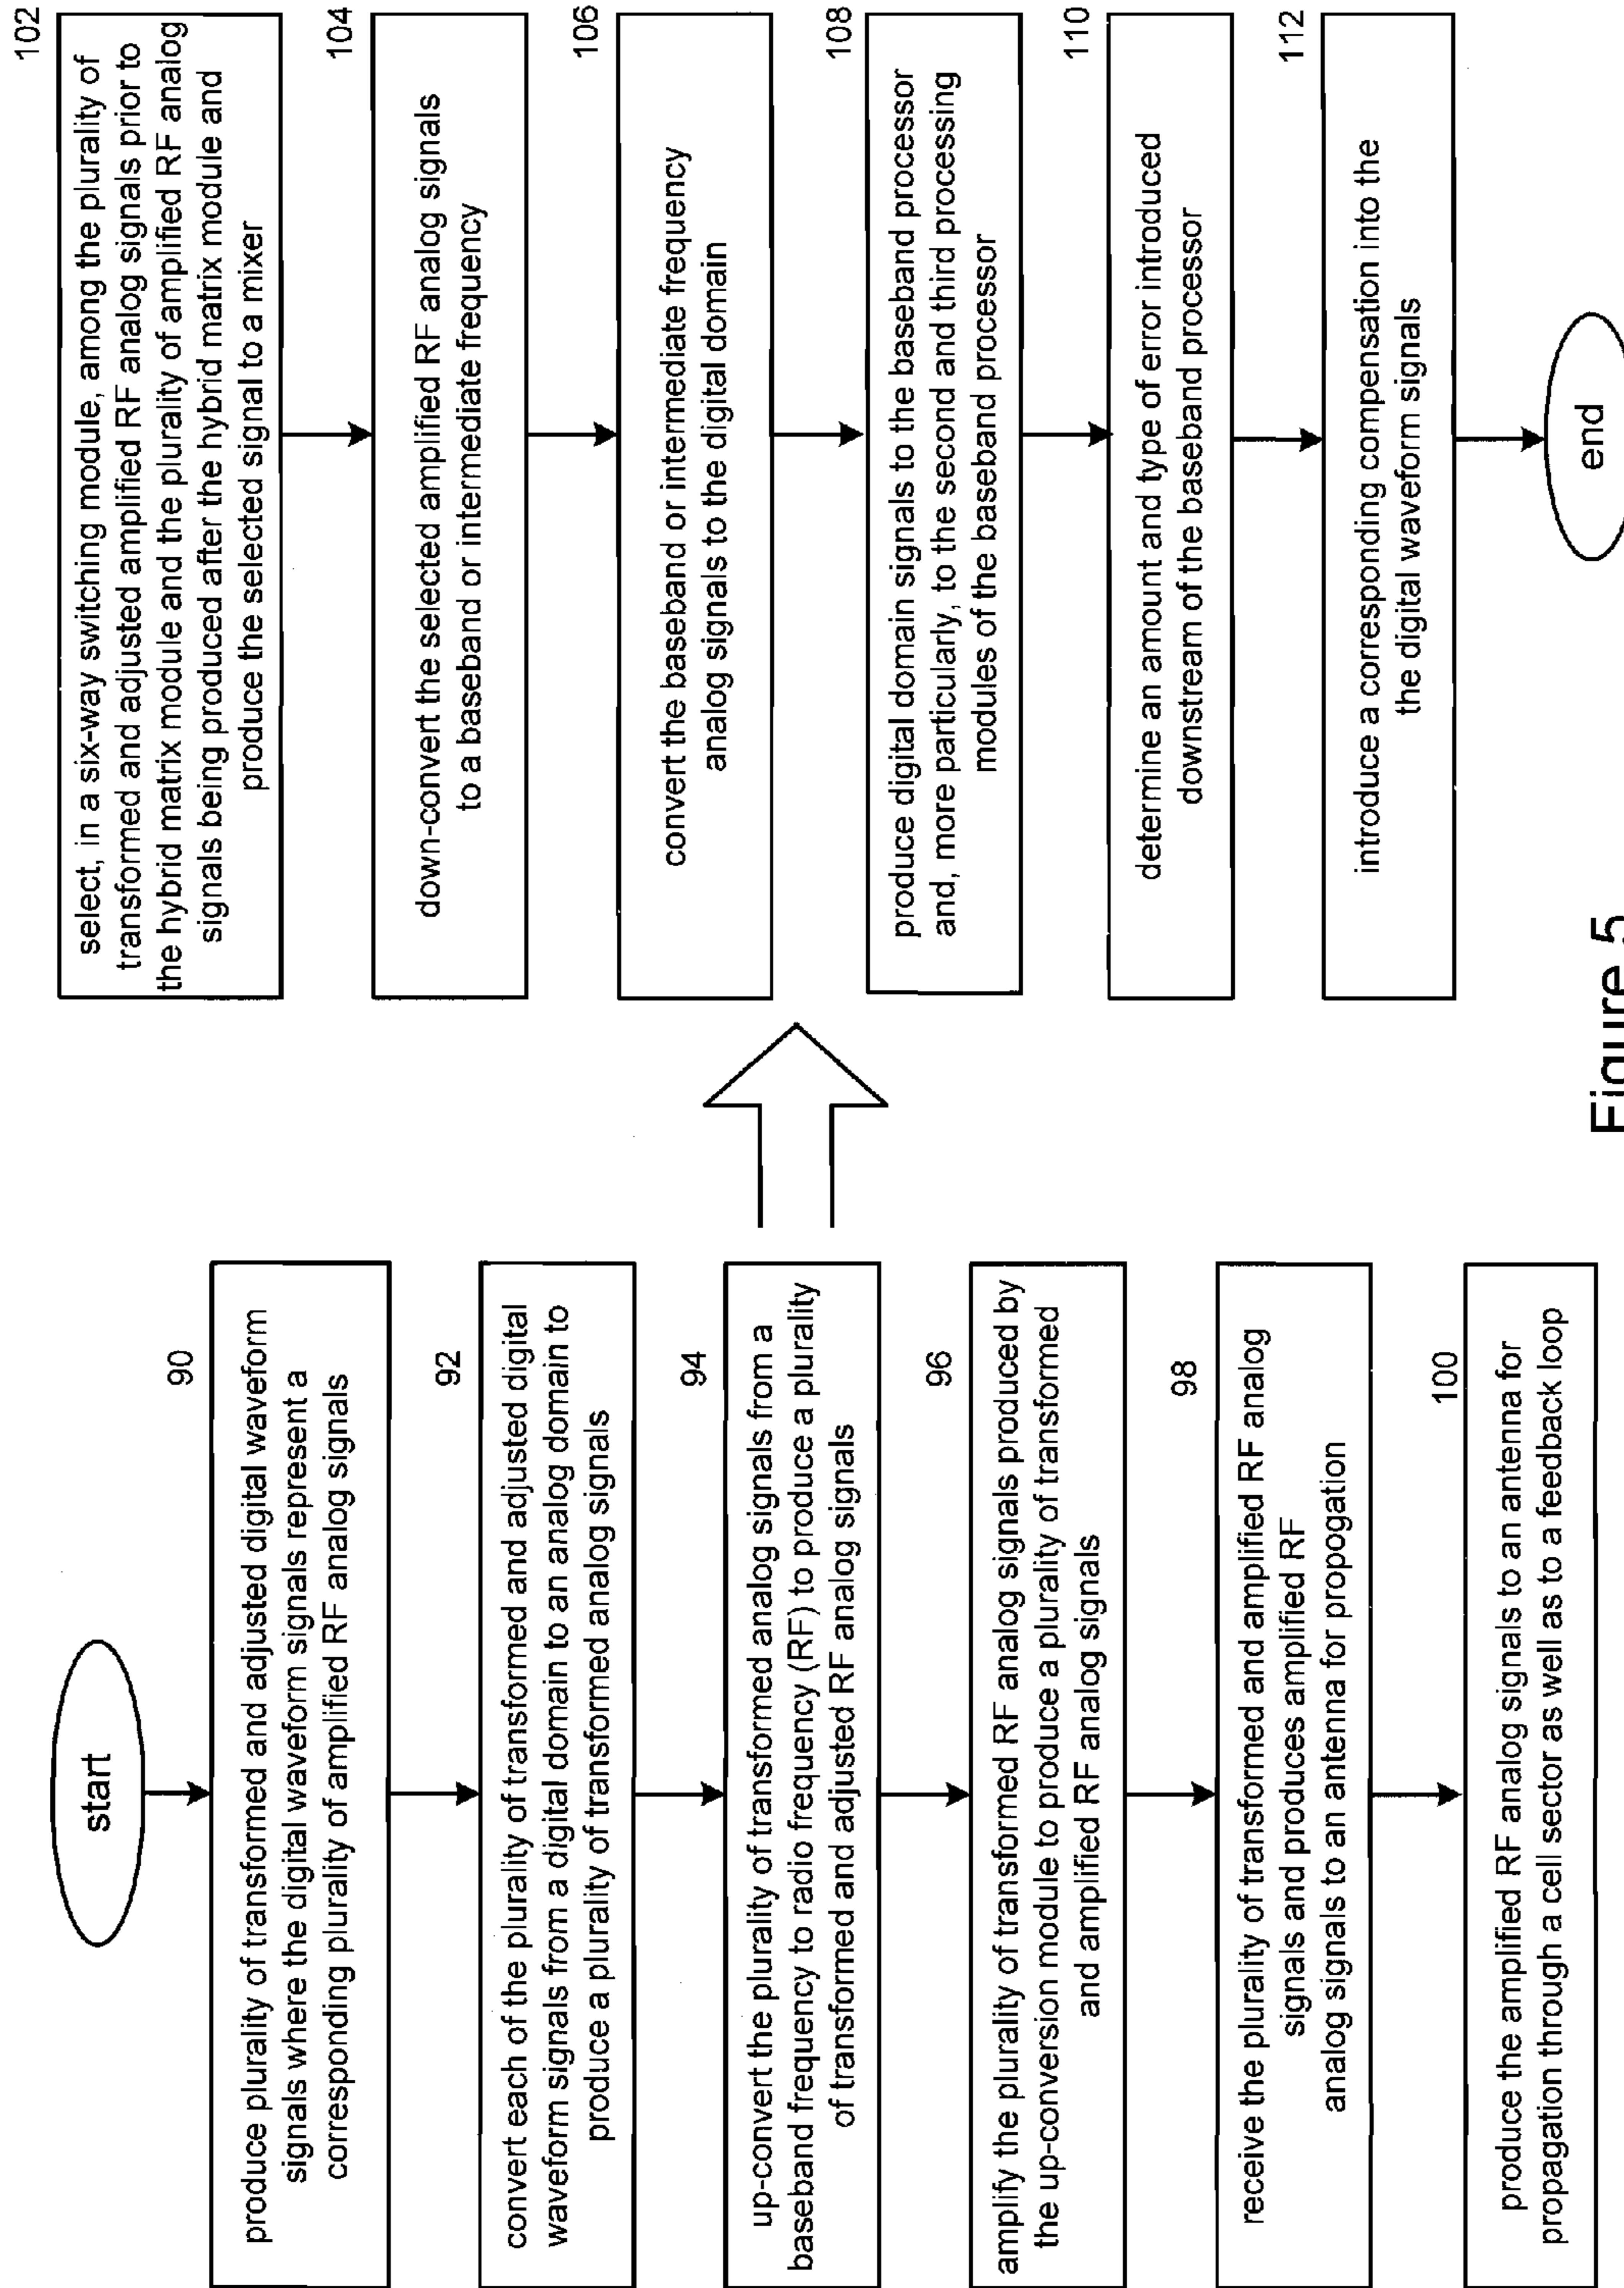 start
90
produce plurality of transformed and adjusted digital waveform
signals where the digital waveform signals represent a
corresponding plurality of amplified RF analog signals
92
convert each of the plurality of transformed and adjusted digital
waveform signals from a digital domain to an analog domain to
produce a plurality of transformed analog signals
94
up-convert the plurality of transformed analog signals from a
baseband frequency to radio frequency (RF) to produce a plurality
of transformed and adjusted RF analog signals
96
amplify the plurality of transformed RF analog signals produced by
the up-conversion module to produce a plurality of transformed
and amplified RF analog signals
98
receive the plurality of transformed and amplified RF analog
signals and produces amplified RF
analog signals to an antenna for propogation
100
produce the amplified RF analog signals to an antenna for
propagation through a cell sector as well as to a feedback loop
102
select, in a six-way switching module, among the plurality of
transformed and adjusted amplified RF analog signals prior to
the hybrid matrix module and the plurality of amplified RF analog
signals being produced after the hybrid matrix module and
produce the selected signal to a mixer
104
down-convert the selected amplified RF analog signals
to a baseband or intermediate frequency
106
convert the baseband or intermediate frequency
analog signals to the digital domain
108
produce digital domain signals to the baseband processor
and, more particularly, to the second and third processing
modules of the baseband processor
110
determine an amount and type of error introduced
downstream of the baseband processor
112
introduce a corresponding compensation into the
the digital waveform signals
end
Figure 5